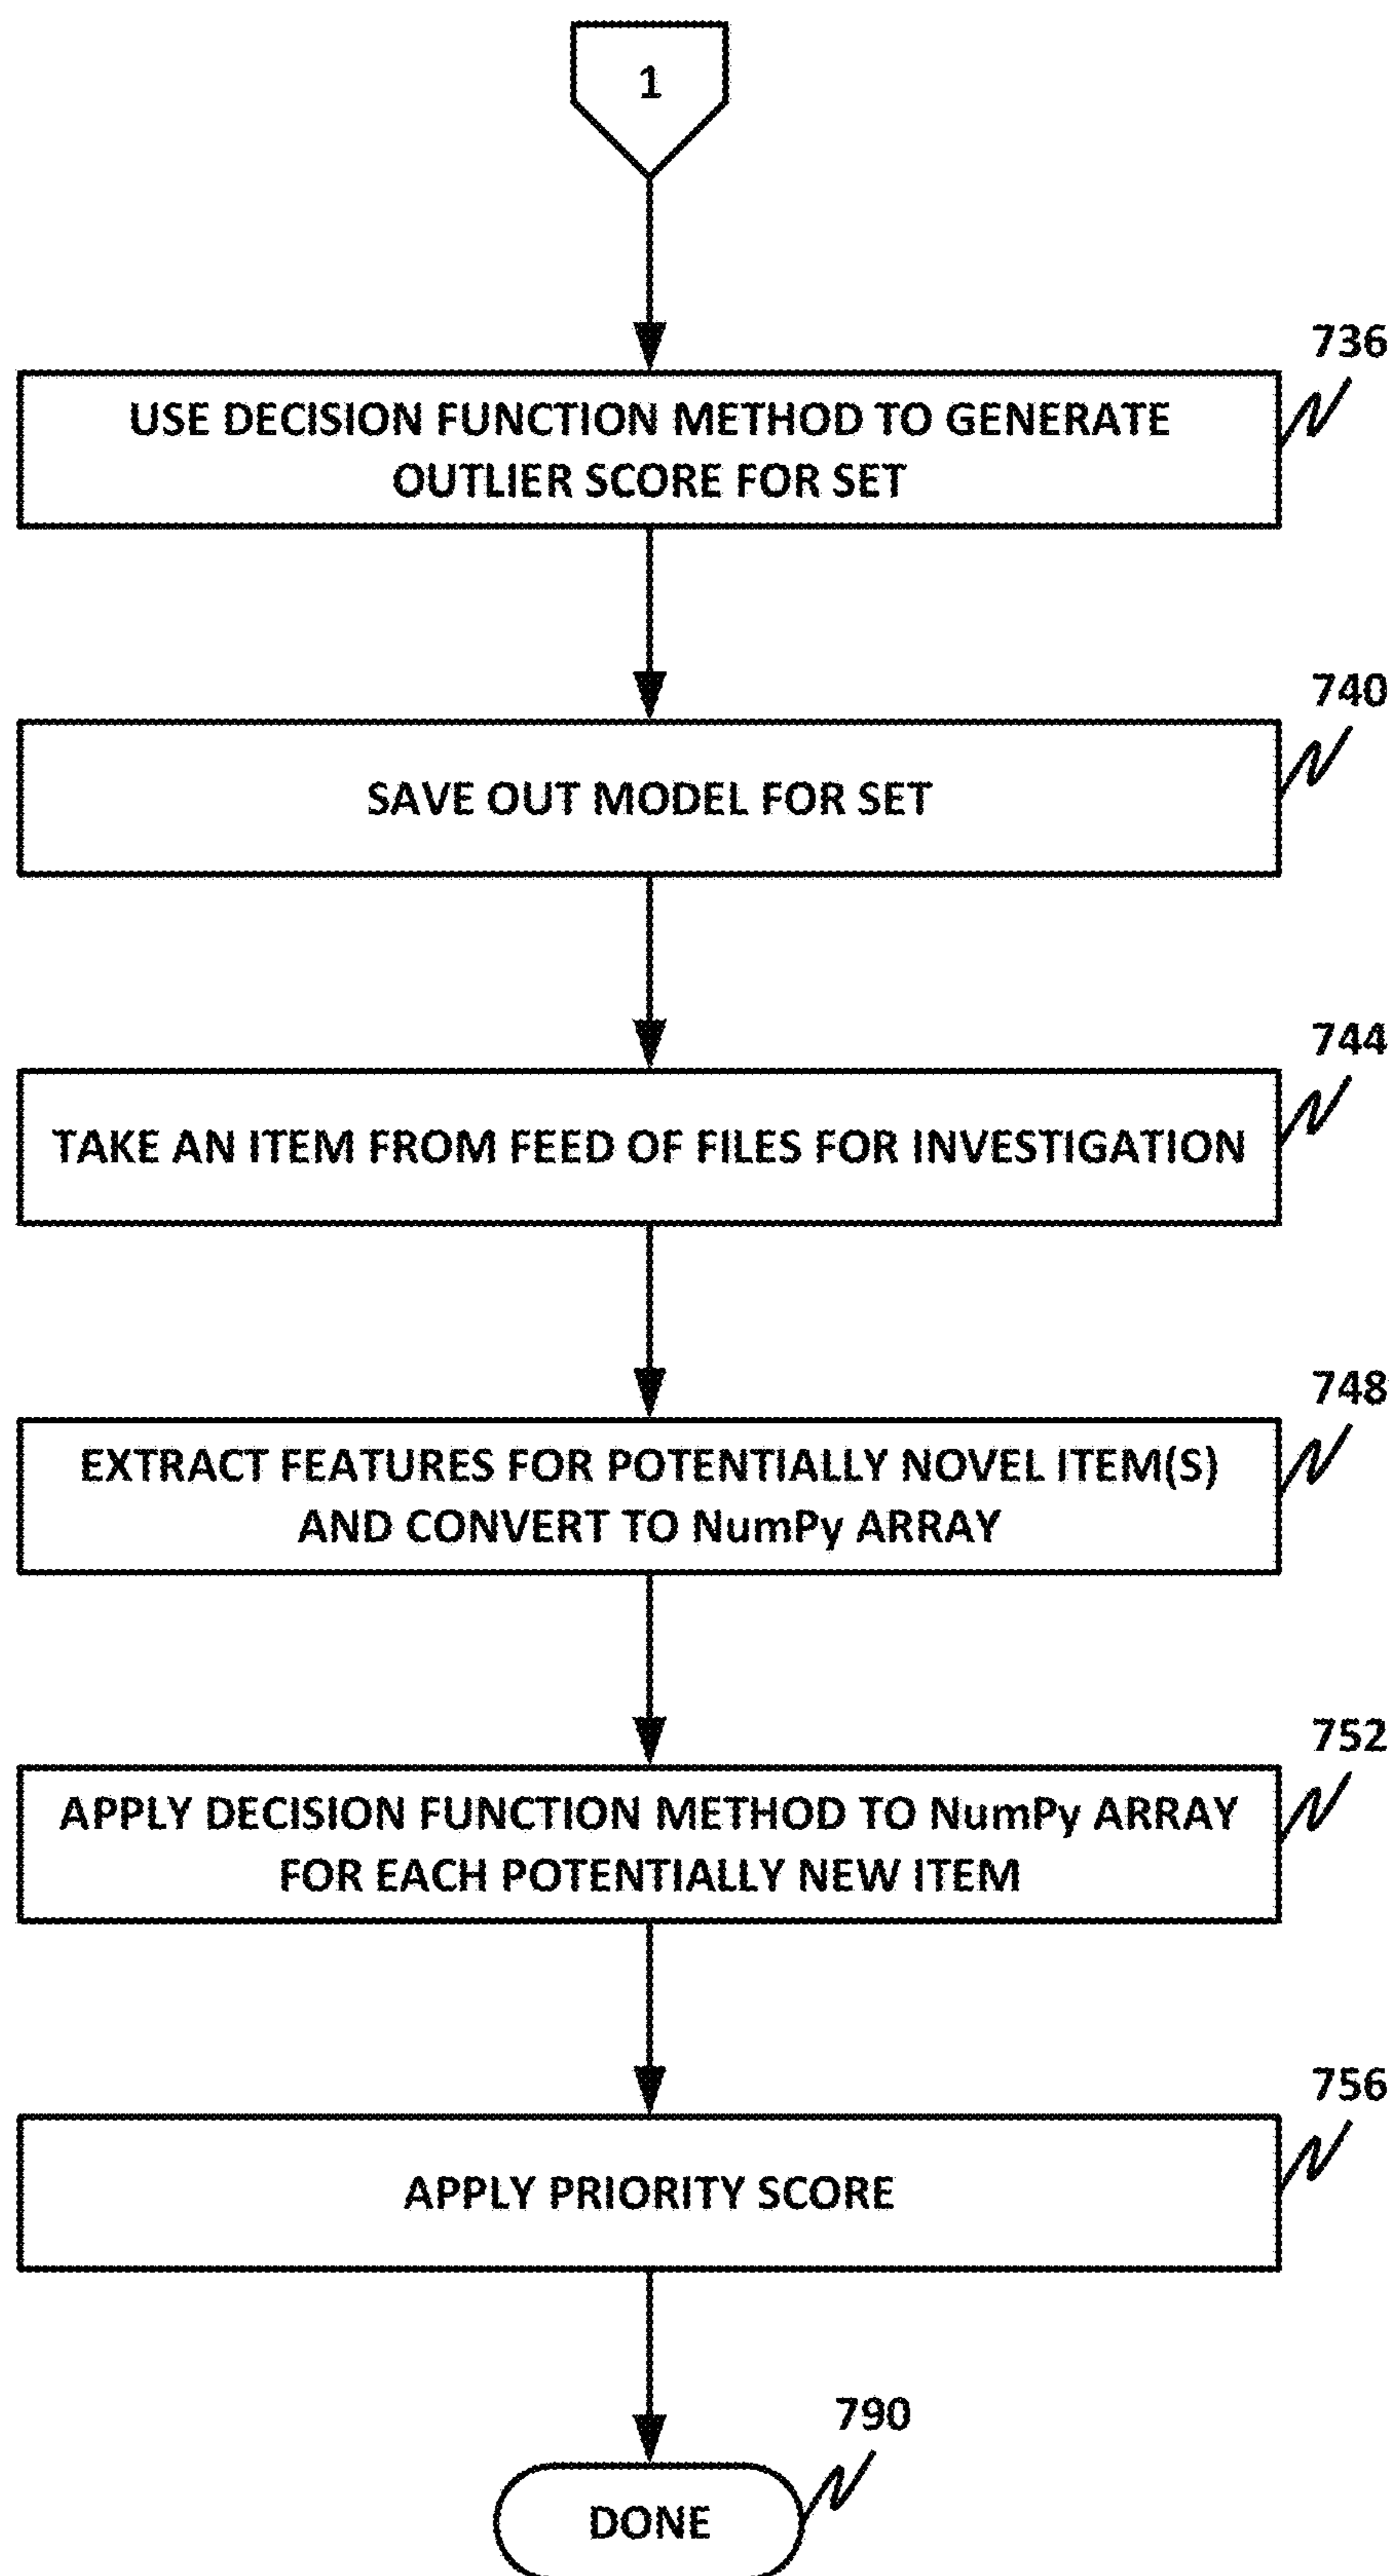 1
736
USE DECISION FUNCTION METHOD TO GENERATE
OUTLIER SCORE FOR SET
740
SAVE OUT MODEL FOR SET
744
TAKE AN ITEM FROM FEED OF FILES FOR INVESTIGATION
748
EXTRACT FEATURES FOR POTENTIALLY NOVEL ITEM(S)
AND CONVERT TO NumPy ARRAY
752
APPLY DECISION FUNCTION METHOD TO NumPy ARRAY
FOR EACH POTENTIALLY NEW ITEM
756
APPLY PRIORITY SCORE
790
DONE